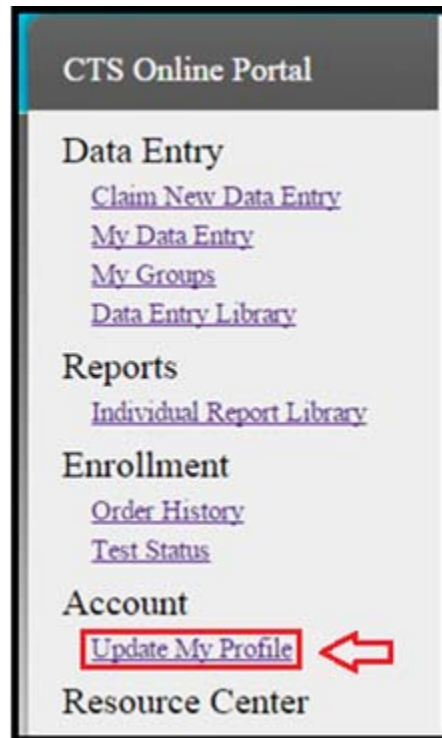 CTS Online Portal
Data Entry
Claim New Data Entry
My Data Entry
My Groups
Data Entry Library
Reports
Individual Report Library
Enrollment
Order History
Test Status
Account
Update My Profile
Resource Center